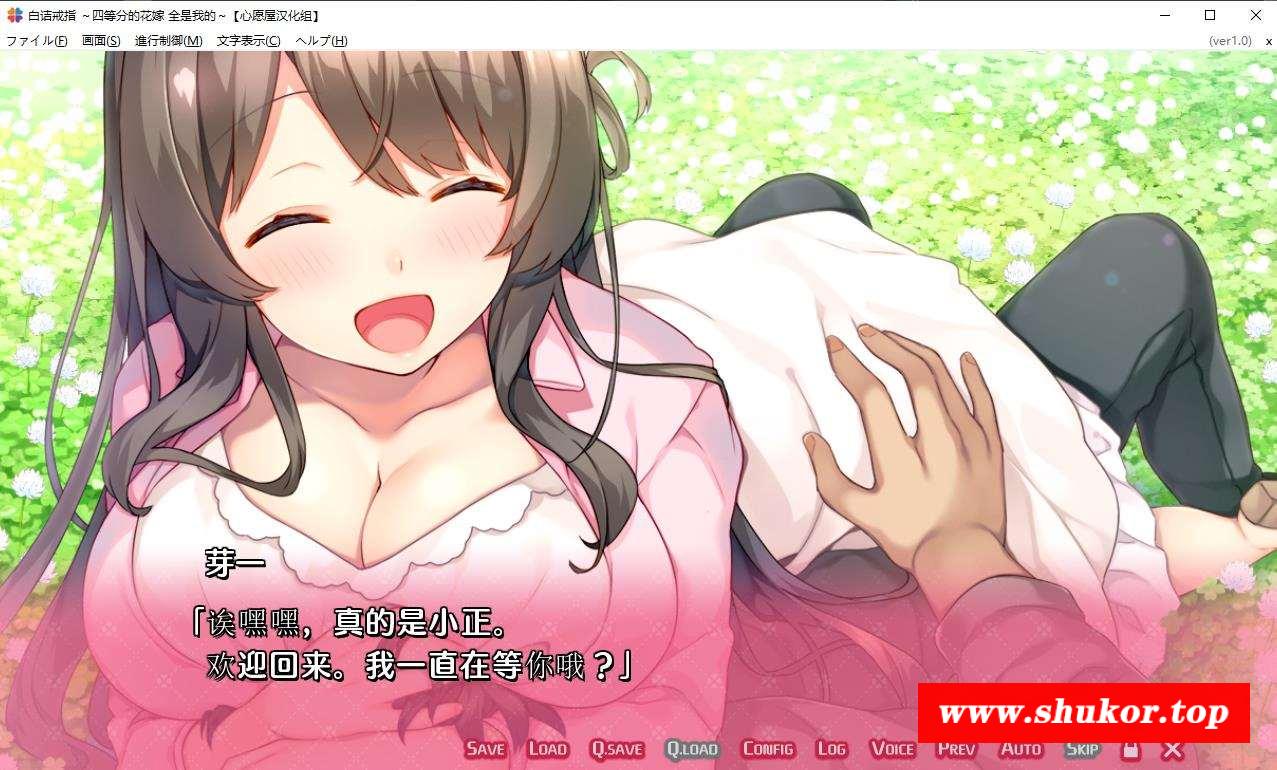 白诘戒指 ~四等分的花嫁 全是我的~【心愿屋汉化组】
ファイル(F) 画面(S) 進行制御(M) 文字表示(C) ヘルプ(H) (ver1.0) x
芽一
「诶嘿嘿，真的是小正。
欢迎回来。我一直在等你哦？」
www.shukor.top
SAVE LOAD Q.SAVE Q.LOAD CONFIG LOG VOICE PREV AUTO SKIP